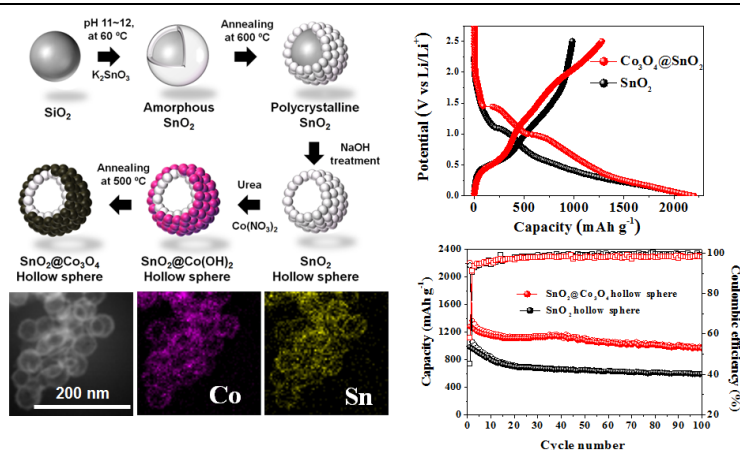 pH 11~12,
at 60 ºC
K₂SnO₃
Annealing
at 600 ºC
SiO₂
Amorphous
SnO₂
Polycrystalline
SnO₂
NaOH
treatment
Annealing
at 500 ºC
Urea
Co(NO₃)₂
SnO₂@Co₃O₄
Hollow sphere
SnO₂@Co(OH)₂
Hollow sphere
SnO₂
Hollow sphere
200 nm
Co
Sn
Potential (V vs Li/Li⁺)
2.5
2.0
1.5
1.0
0.5
0.0
Co₃O₄@SnO₂
SnO₂
0 500 1000 1500 2000
Capacity (mAh g⁻¹)
Capacity (mAh g⁻¹)
2400
2000
1600
1200
800
400
0
SnO₂@Co₃O₄ hollow sphere
SnO₂ hollow sphere
100
80
60
40
20
Coulombic efficiency (%)
0 10 20 30 40 50 60 70 80 90 100
Cycle number